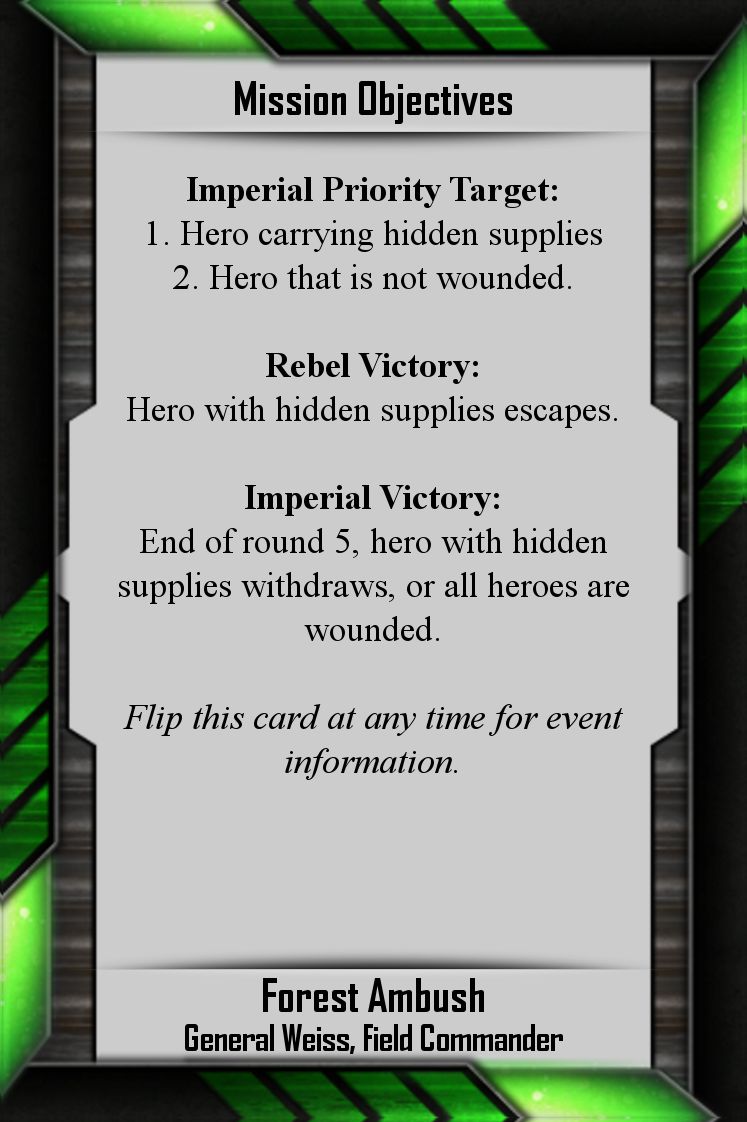 Mission Objectives
Imperial Priority Target:
1. Hero carrying hidden supplies
2. Hero that is not wounded.
Rebel Victory:
Hero with hidden supplies escapes.
Imperial Victory:
End of round 5, hero with hidden
supplies withdraws, or all heroes are
wounded.
Flip this card at any time for event
information.
Forest Ambush
General Weiss, Field Commander